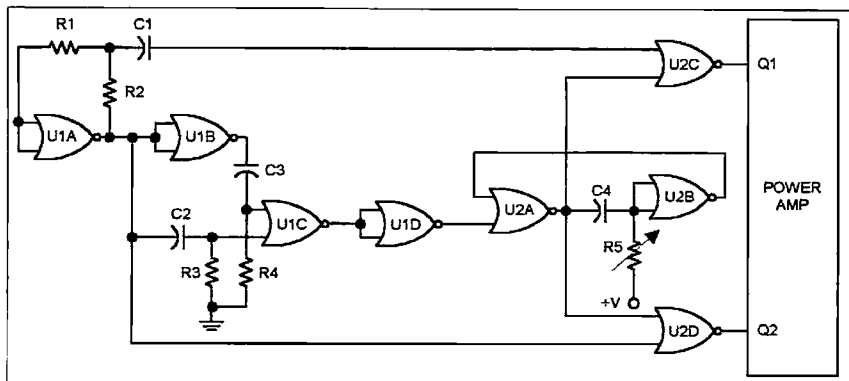 R1
C1
R2
U1A
U1B
C3
C2
R3
R4
U1C
U1D
U2A
C4
U2B
R5
+V
U2C
Q1
U2D
Q2
POWER
AMP